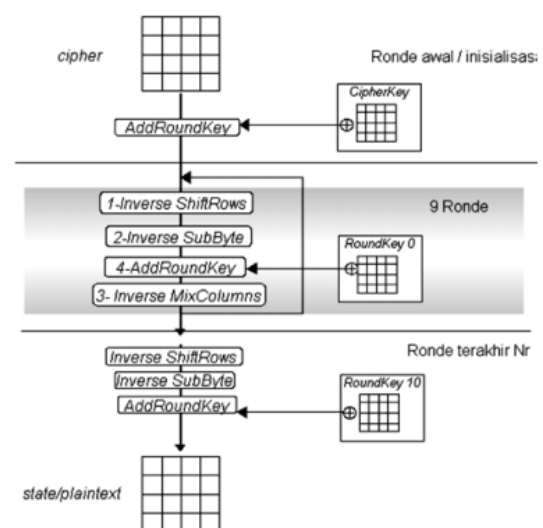 cipher
Ronde awal / inisialisas
CipherKey
AddRoundKey
1-Inverse ShiftRows
9 Ronde
2-Inverse SubByte
RoundKey 0
4-AddRoundKey
3- Inverse MixColumns
Ronde terakhir Nr
Inverse ShiftRows
Inverse SubByte
RoundKey 10
AddRoundKey
state/plaintext